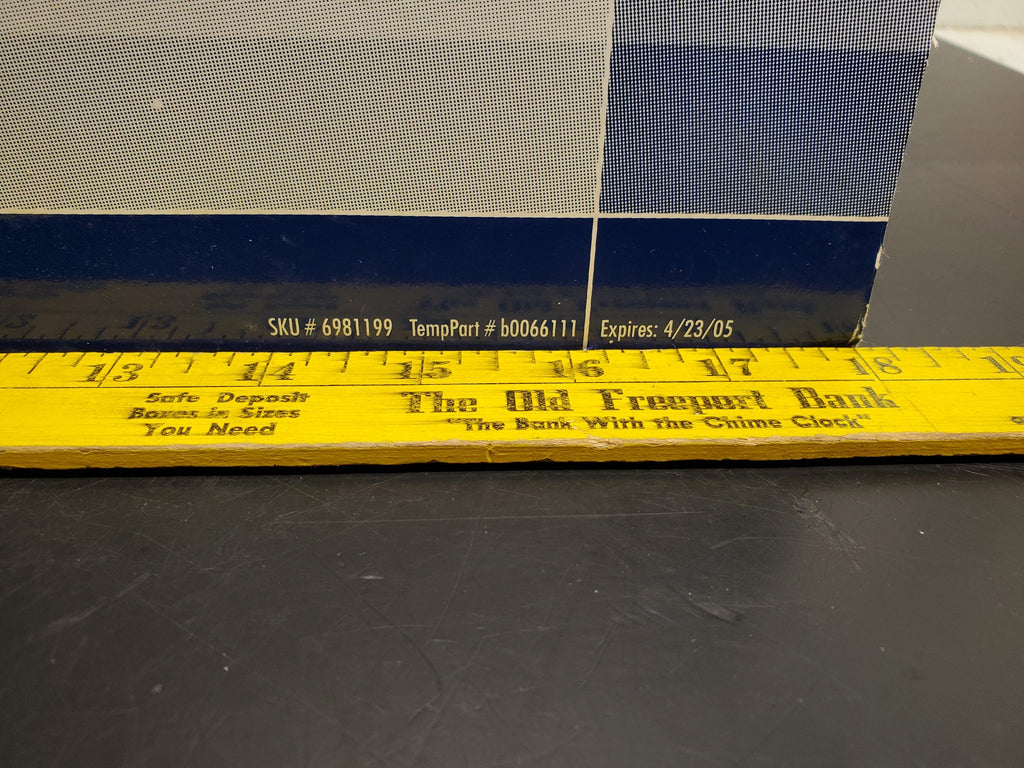 SKU # 6981199 TempPart # b0066111 Expires: 4/23/05
13 14 15 16 17 18 19
Safe Deposit
Boxes in Sizes
You Need
The Old Freeport Bank
"The Bank With the Chime Clock"